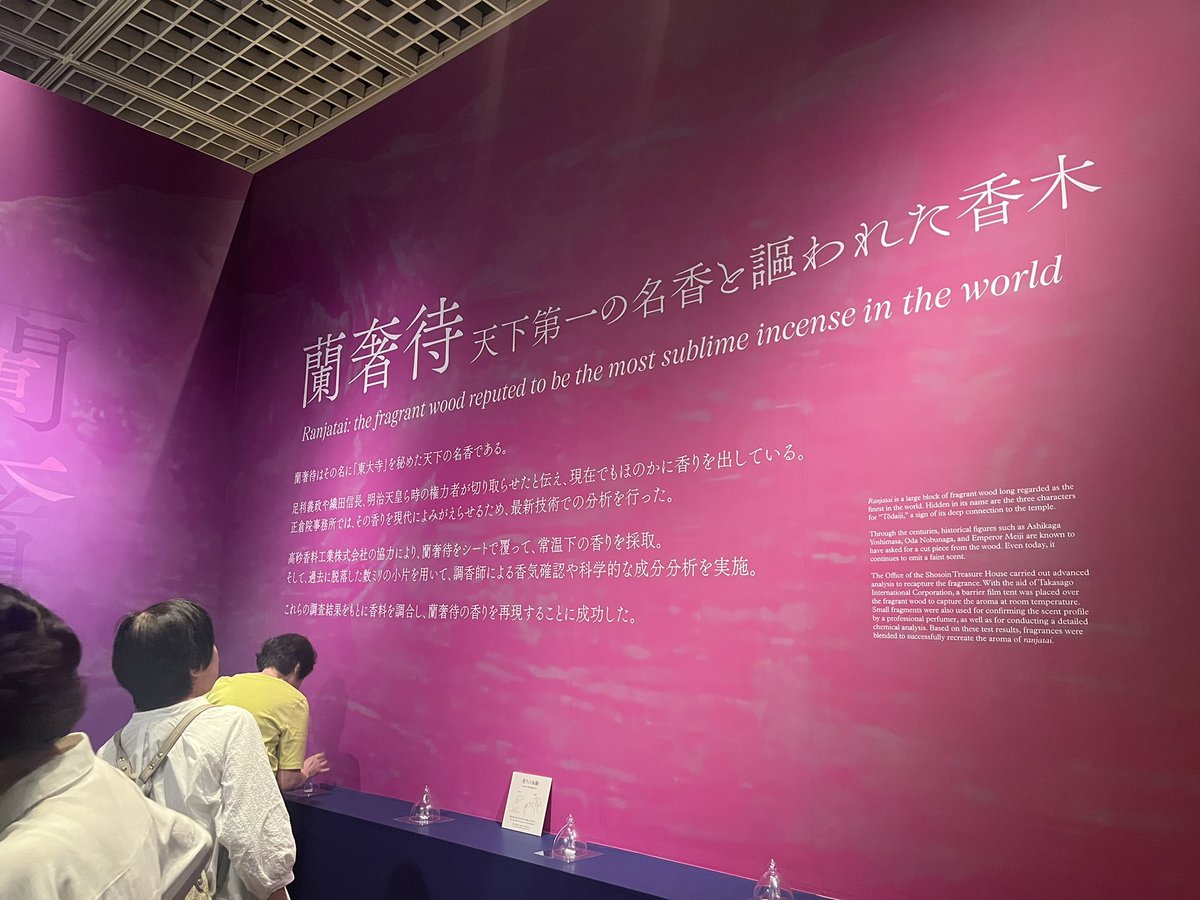 蘭奢待 天下第一の名香と謳われた香木
Ranjatai: the fragrant wood reputed to be the most sublime incense in the world
蘭奢待はその名に「東大寺」を秘めた天下の名香である。
足利義政や織田信長、明治天皇ら時の権力者が切り取らせたと伝え、現在でもほのかに香りを出している。
正倉院事務所では、その香りを現代によみがえらせるため、最新技術での分析を行った。
高砂香料工業株式会社の協力により、蘭奢待をシートで覆って、常温下の香りを採取。
そして、過去に脱落した数ミリの小片を用いて、調香師による香気確認や科学的な成分分析を実施。
これらの調査結果をもとに香料を調合し、蘭奢待の香りを再現することに成功した。
Ranjatai is a large block of fragrant wood long regarded as the
finest in the world. Hidden in its name are the three characters
for “Tōdaiji,” a sign of its deep connection to the temple.
Through the centuries, historical figures such as Ashikaga
Yoshimasa, Oda Nobunaga, and Emperor Meiji are known to
have asked for a cut piece from the wood. Even today, it
continues to emit a faint scent.
The Office of the Shosoin Treasure House carried out advanced
analysis to recapture the fragrance. With the aid of Takasago
International Corporation, a barrier film tent was placed over
the fragrant wood to capture the aroma at room temperature.
Small fragments were also used for confirming the scent profile
by a professional perfumer, as well as for conducting a detailed
chemical analysis. Based on these test results, fragrances were
blended to successfully recreate the aroma of ranjatai.
香りの体験